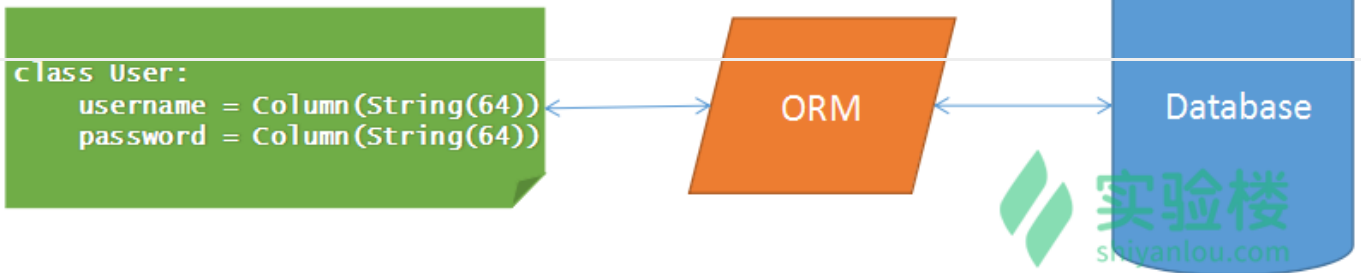 class User:
    username = Column(String(64))
    password = Column(String(64))
ORM
Database
实验楼
shiyanlou.com